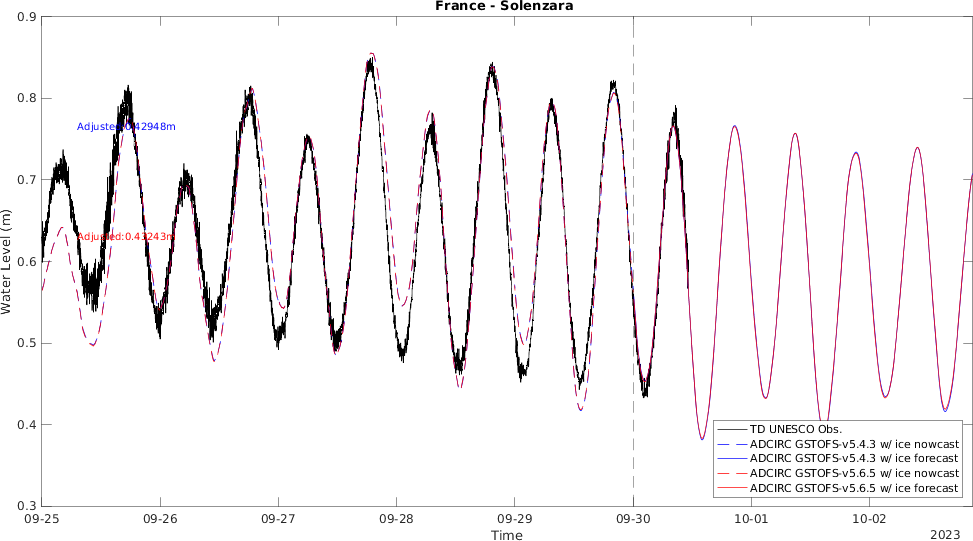 France - Solenzara
0.9
0.8
0.7
0.6
0.5
0.4
0.3
Water Level (m)
Adjusted:0.42948m
Adjusted:0.43243m
TD UNESCO Obs.
ADCIRC GSTOFS-v5.4.3 w/ ice nowcast
ADCIRC GSTOFS-v5.4.3 w/ ice forecast
ADCIRC GSTOFS-v5.6.5 w/ ice nowcast
ADCIRC GSTOFS-v5.6.5 w/ ice forecast
09-25 09-26 09-27 09-28 09-29 09-30 10-01 10-02
Time
2023